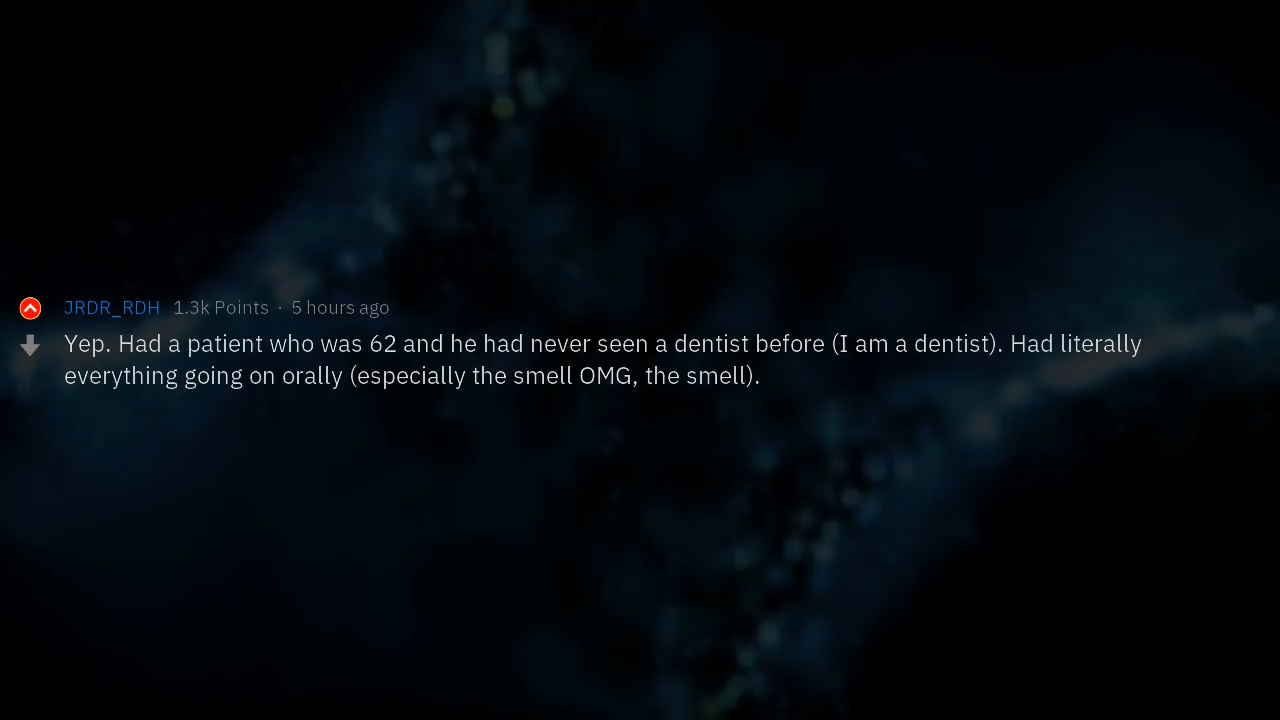 JRDR_RDH 1.3k Points · 5 hours ago
Yep. Had a patient who was 62 and he had never seen a dentist before (I am a dentist). Had literally
everything going on orally (especially the smell OMG, the smell).